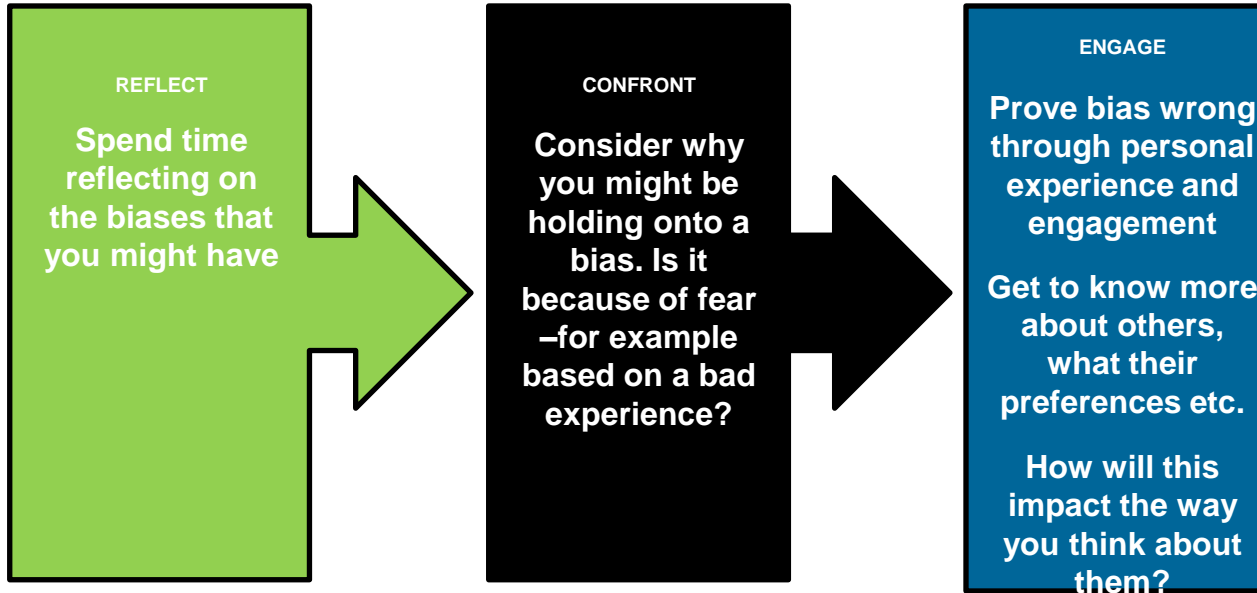 REFLECT
Spend time
reflecting on
the biases that
you might have
CONFRONT
Consider why
you might be
holding onto a
bias. Is it
because of fear
–for example
based on a bad
experience?
ENGAGE
Prove bias wrong
through personal
experience and
engagement
Get to know more
about others,
what their
preferences etc.
How will this
impact the way
you think about
them?